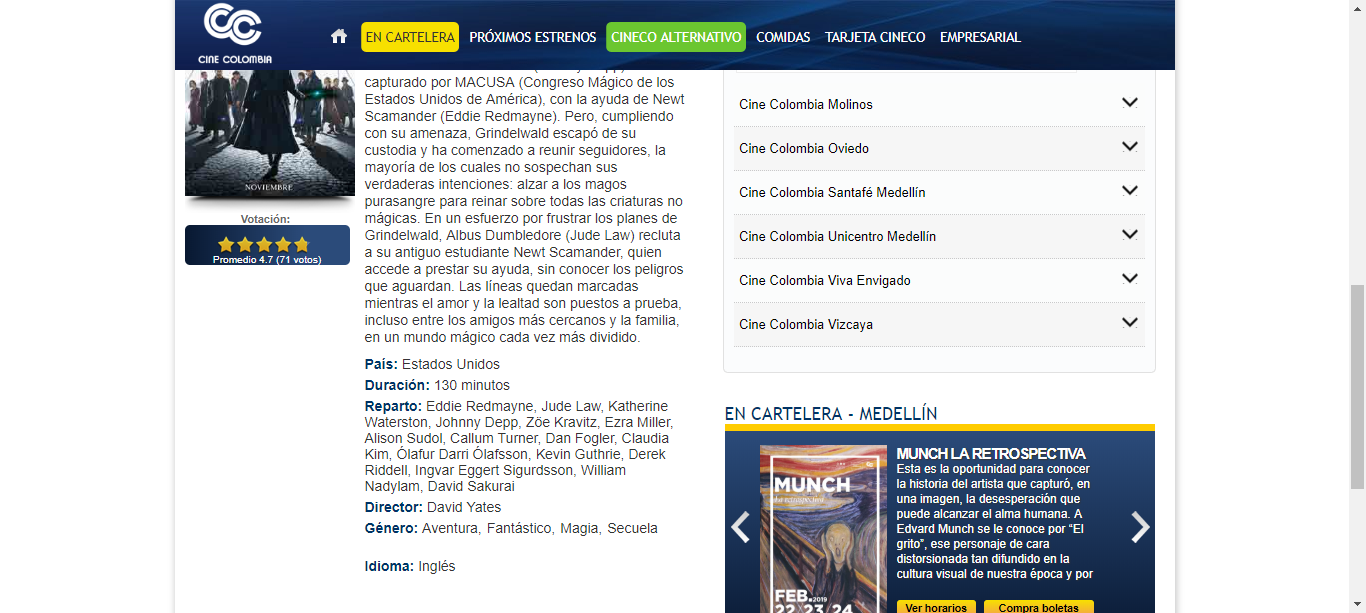 CINE COLOMBIA
EN CARTELERA
PRÓXIMOS ESTRENOS
CINECO ALTERNATIVO
COMIDAS
TARJETA CINECO
EMPRESARIAL
NOVIEMBRE
Votación:
Promedio 4.7 (71 votos)
capturado por MACUSA (Congreso Mágico de los
Estados Unidos de América), con la ayuda de Newt
Scamander (Eddie Redmayne). Pero, cumpliendo
con su amenaza, Grindelwald escapó de su
custodia y ha comenzado a reunir seguidores, la
mayoría de los cuales no sospechan sus
verdaderas intenciones: alzar a los magos
purasangre para reinar sobre todas las criaturas no
mágicas. En un esfuerzo por frustrar los planes de
Grindelwald, Albus Dumbledore (Jude Law) recluta
a su antiguo estudiante Newt Scamander, quien
accede a prestar su ayuda, sin conocer los peligros
que aguardan. Las líneas quedan marcadas
mientras el amor y la lealtad son puestos a prueba,
incluso entre los amigos más cercanos y la familia,
en un mundo mágico cada vez más dividido.
País: Estados Unidos
Duración: 130 minutos
Reparto: Eddie Redmayne, Jude Law, Katherine
Waterston, Johnny Depp, Zöe Kravitz, Ezra Miller,
Alison Sudol, Callum Turner, Dan Fogler, Claudia
Kim, Ólafur Darri Ólafsson, Kevin Guthrie, Derek
Riddell, Ingvar Eggert Sigurdsson, William
Nadylam, David Sakurai
Director: David Yates
Género: Aventura, Fantástico, Magia, Secuela
Idioma: Inglés
Cine Colombia Molinos
Cine Colombia Oviedo
Cine Colombia Santafé Medellín
Cine Colombia Unicentro Medellín
Cine Colombia Viva Envigado
Cine Colombia Vizcaya
EN CARTELERA - MEDELLÍN
MUNCH
La retrospectiva
FEB. 2019
22, 23, 24
MUNCH LA RETROSPECTIVA
Esta es la oportunidad para conocer
la historia del artista que capturó, en
una imagen, la desesperación que
puede alcanzar el alma humana. A
Edvard Munch se le conoce por “El
grito”, ese personaje de cara
distorsionada tan difundido en la
cultura visual de nuestra época y por
Ver horarios
Compra boletas